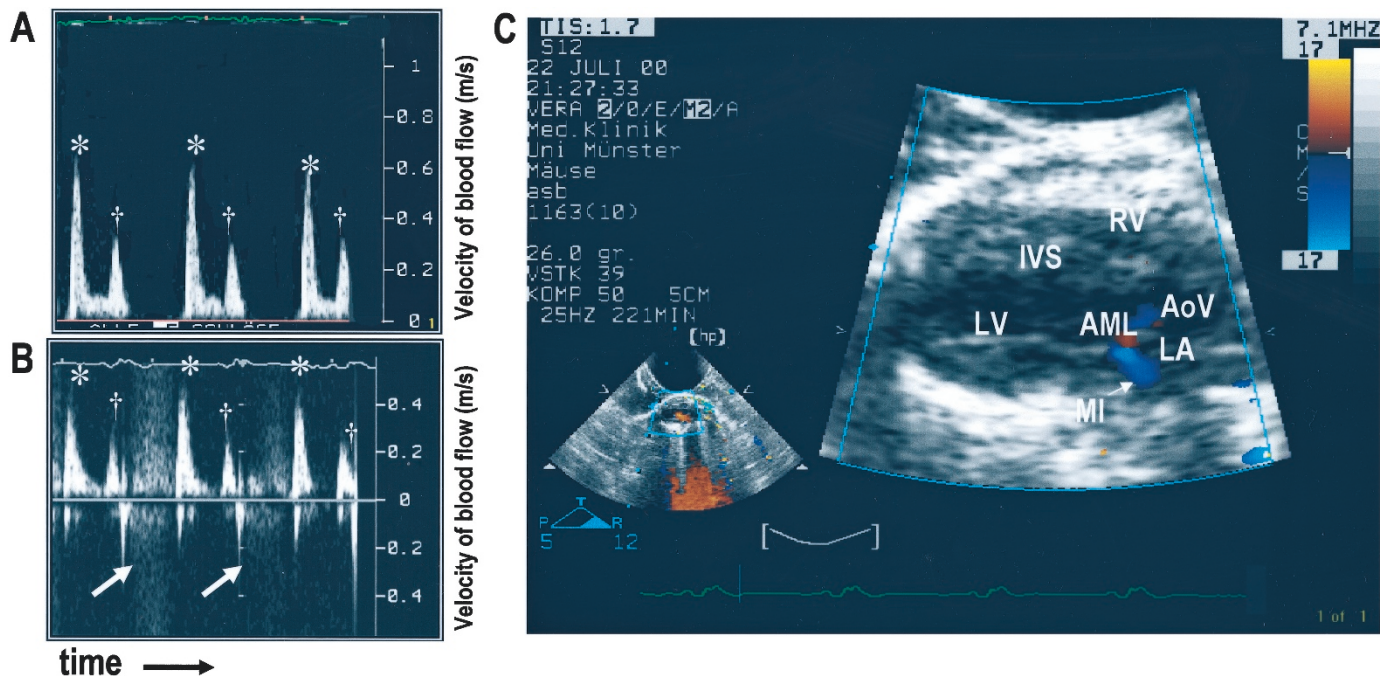 A
1
0.8
0.6
0.4
0.2
0
1
* * *
† † †
Velocity of blood flow (m/s)
B
0.4
0.2
0
0.2
0.4
* * *
† † †
Velocity of blood flow (m/s)
time
C
TIS:1.7
S12
22 JULI 00
21:27:33
VERA 2/0/E/M2/A
Med.Klinik
Uni Münster
Mäuse
asb
1163(10)
26.0 gr.
VSTK 39
KOMP 50 5CM
25HZ 221MIN
[hp]
T
P R
5 12
7.1MHZ
17
C
M
/
S
17
RV
IVS
AoV
LV
AML
LA
MI
1 of 1